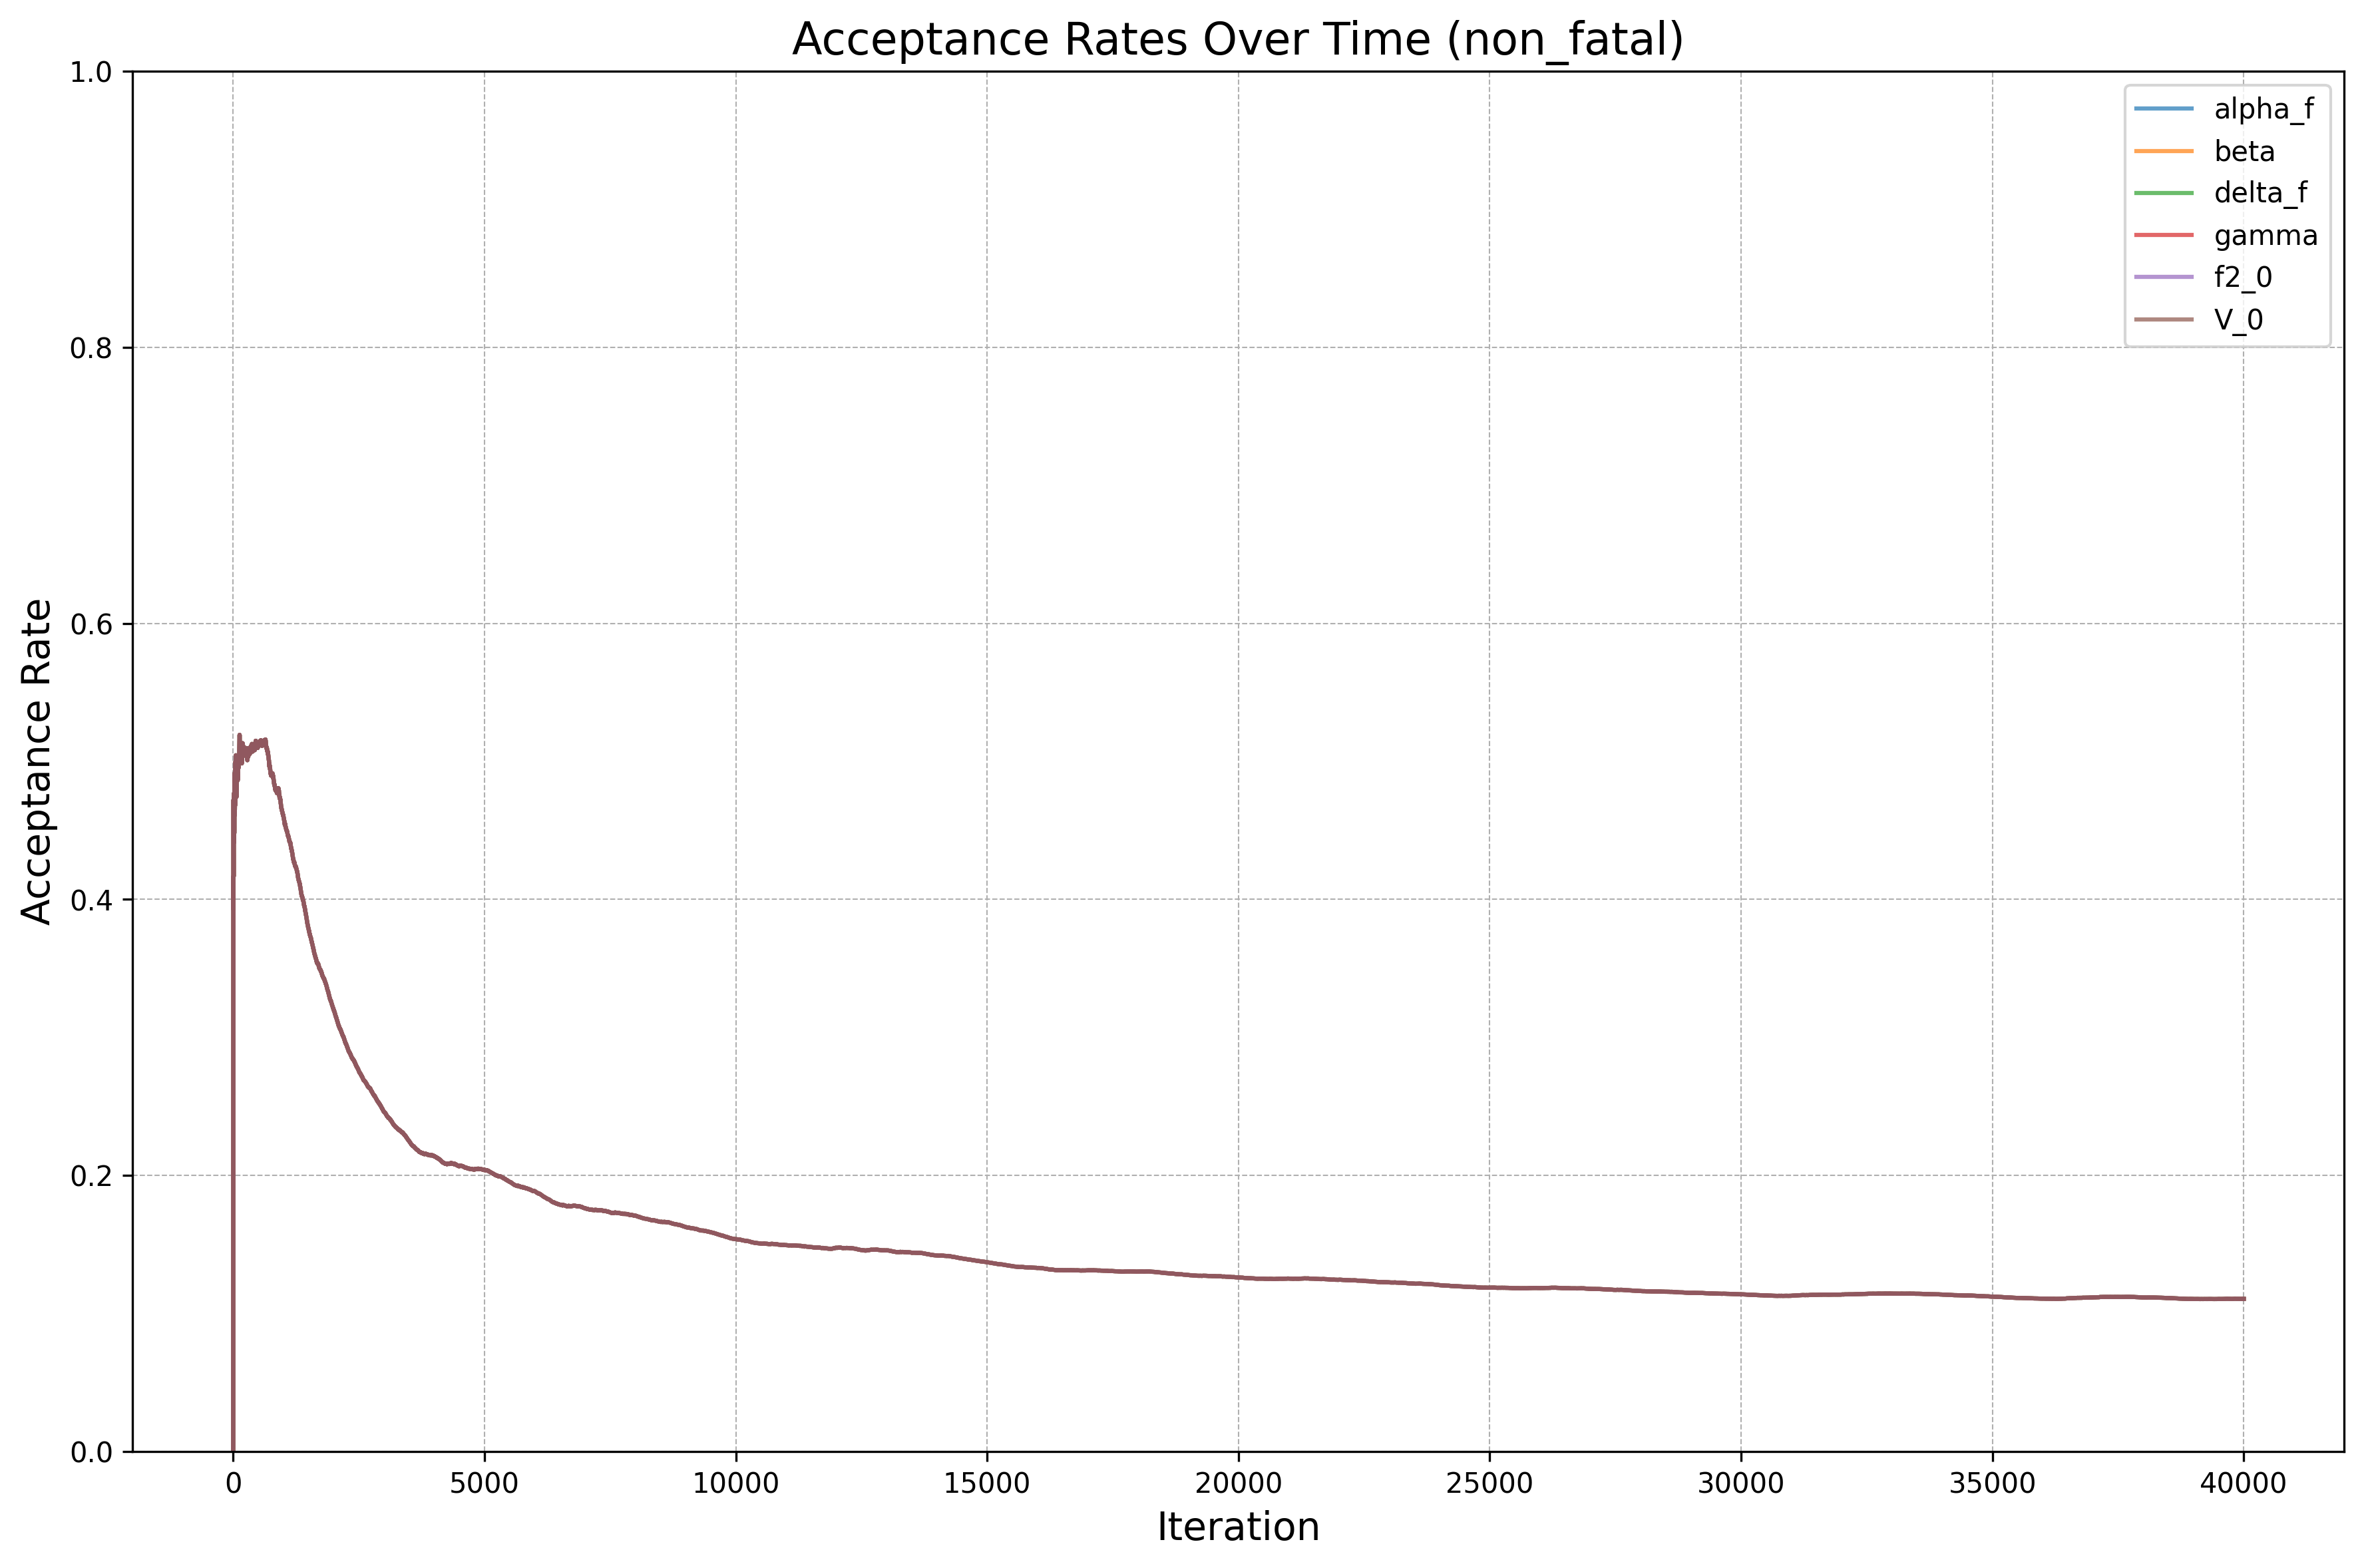 Acceptance Rates Over Time (non_fatal)
1.0
0.8
0.6
0.4
0.2
0.0
Acceptance Rate
alpha_f
beta
delta_f
gamma
f2_0
V_0
0 5000 10000 15000 20000 25000 30000 35000 40000
Iteration